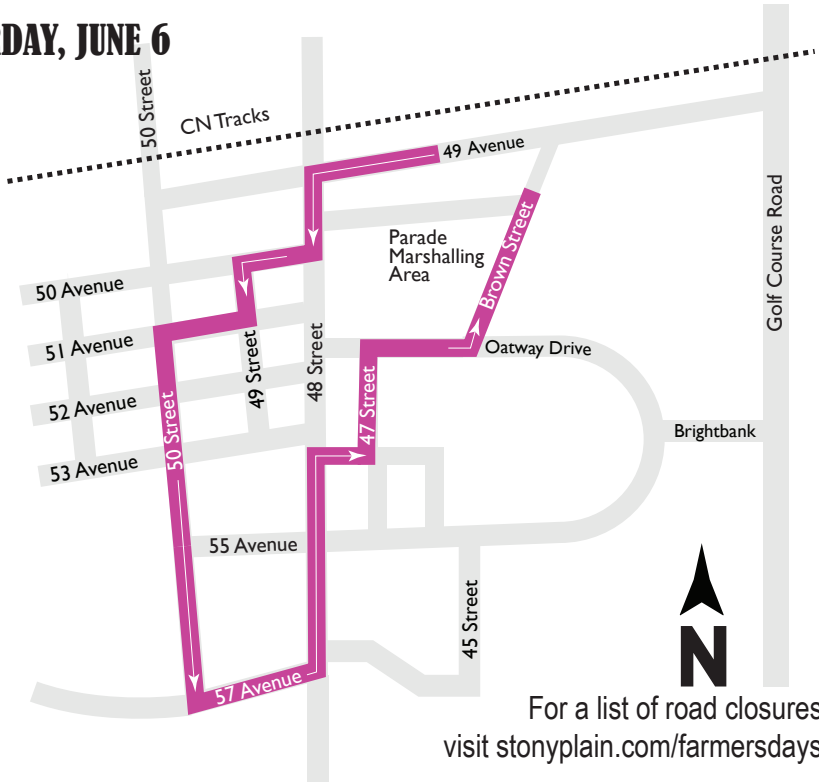 RDAY, JUNE 6
50 Street
CN Tracks
49 Avenue
Golf Course Road
Parade
Marshalling
Area
Brown Street
50 Avenue
51 Avenue
49 Street
48 Street
Oatway Drive
52 Avenue
47 Street
50 Street
Brightbank
53 Avenue
55 Avenue
45 Street
57 Avenue
N
For a list of road closures
visit stonyplain.com/farmersdays